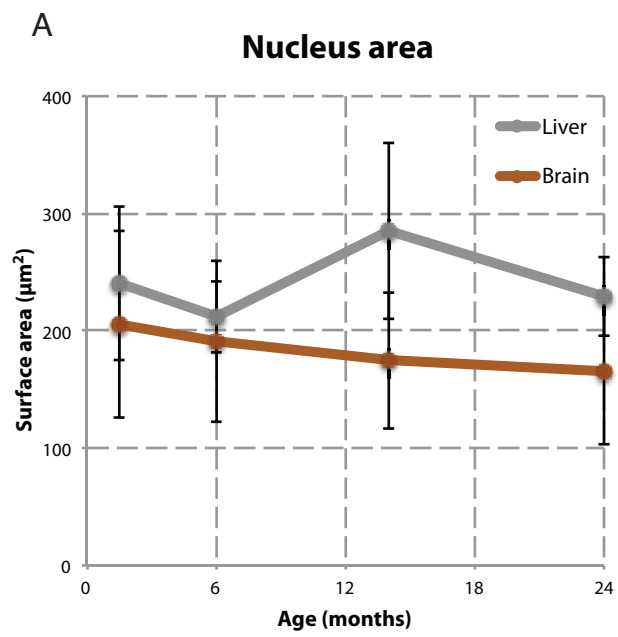 A
Nucleus area
400
300
200
100
0
Surface area (µm²)
Liver
Brain
0 6 12 18 24
Age (months)